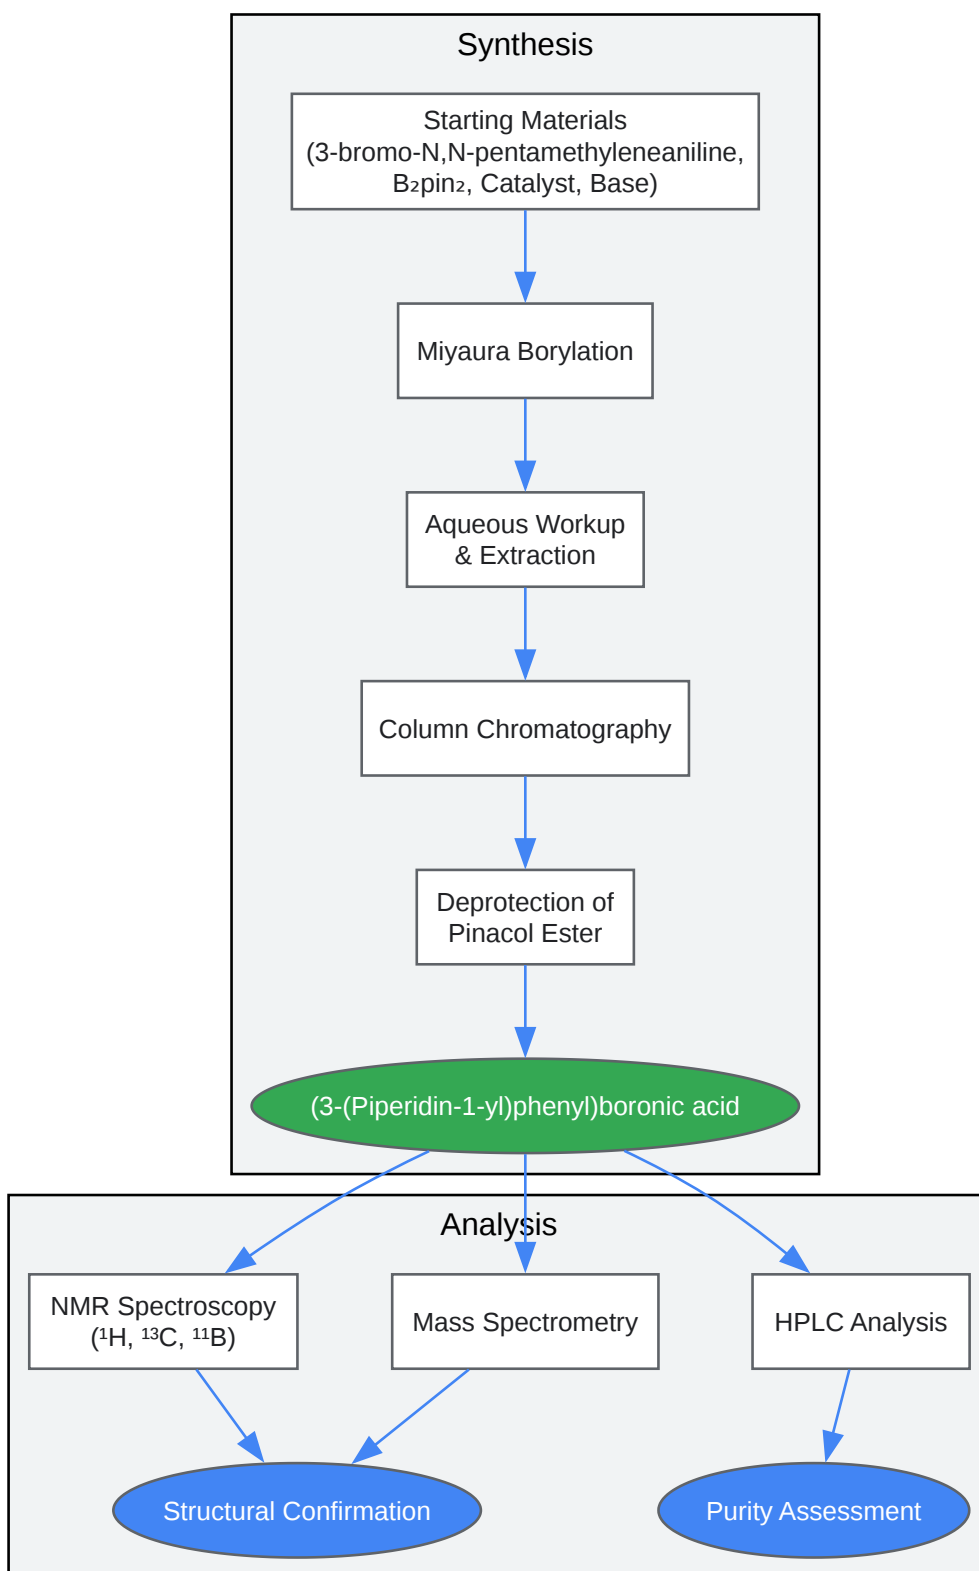 Synthesis
Starting Materials
(3-bromo-N,N-pentamethyleneaniline,
B₂pin₂, Catalyst, Base)
Miyaura Borylation
Aqueous Workup
& Extraction
Column Chromatography
Deprotection of
Pinacol Ester
(3-(Piperidin-1-yl)phenyl)boronic acid
Analysis
NMR Spectroscopy
(¹H, ¹³C, ¹¹B)
Mass Spectrometry
HPLC Analysis
Structural Confirmation
Purity Assessment